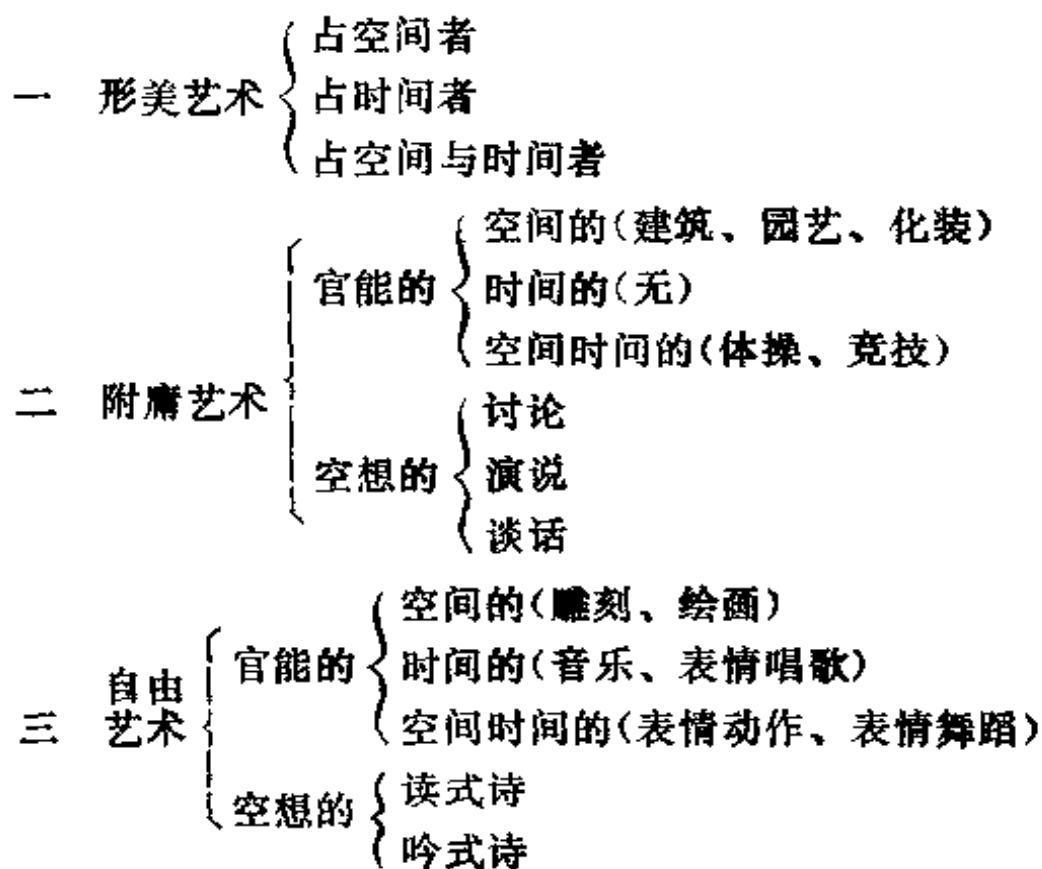 占空间者
一 形美艺术 占时间者
占空间与时间者
空间的(建筑、园艺、化装)
官能的 时间的(无)
空间时间的(体操、竞技)
二 附庸艺术
讨论
空想的 演说
谈话
空间的(雕刻、绘画)
官能的 时间的(音乐、表情唱歌)
自由
三 艺术 空间时间的(表情动作、表情舞蹈)
空想的 读式诗
吟式诗